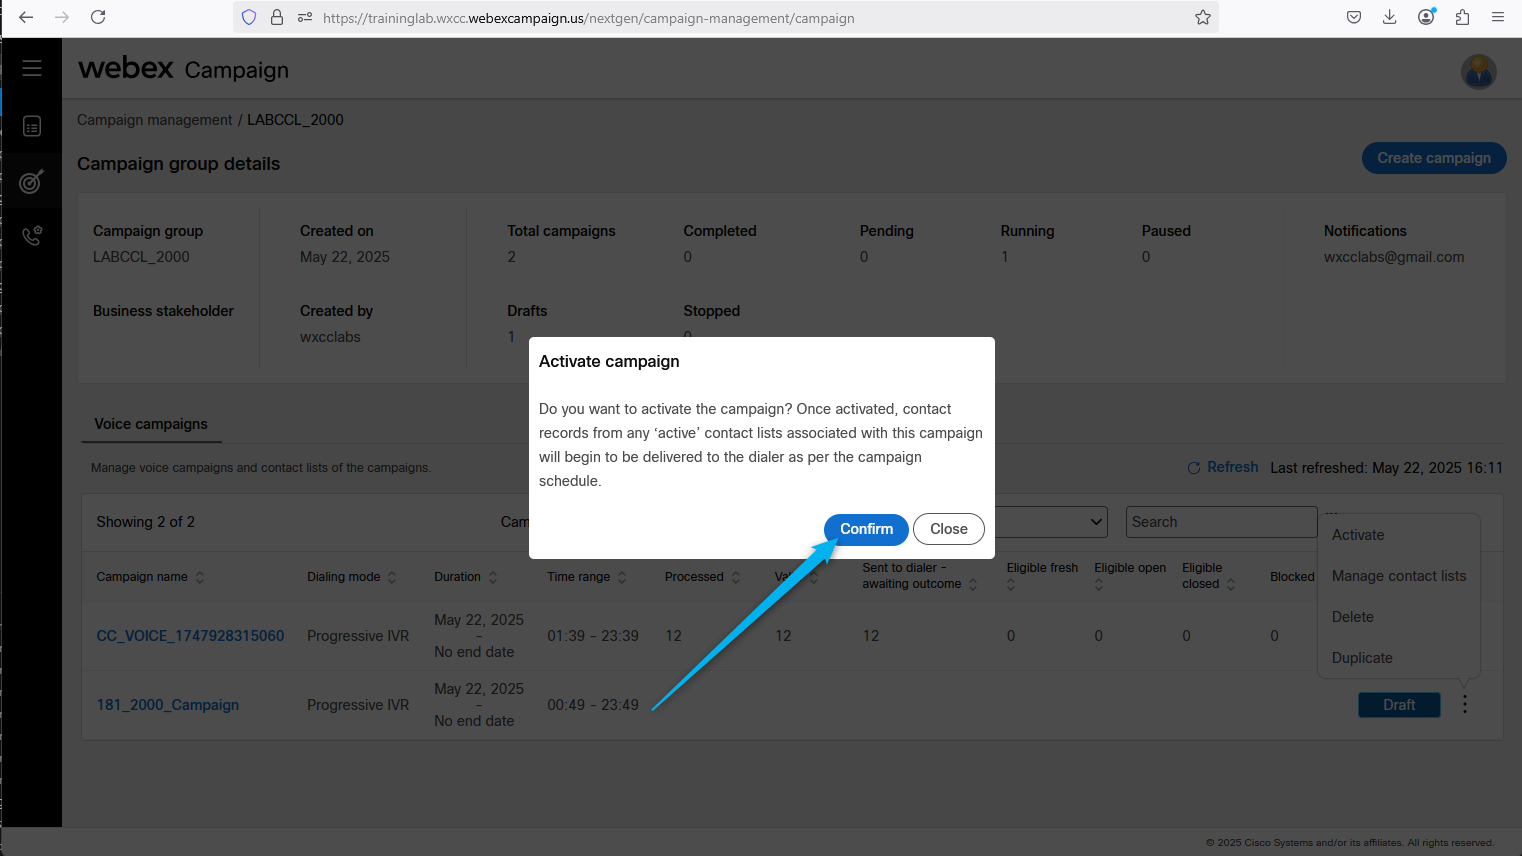 https://traininglab.wxcc.webexcampaign.us/nextgen/campaign-management/campaign
webex Campaign
Campaign management / LABCCL_2000
Campaign group details
Create campaign
Campaign group
LABCCL_2000
Created on
May 22, 2025
Total campaigns
2
Completed
0
Pending
0
Running
1
Paused
0
Notifications
wxcclabs@gmail.com
Business stakeholder
Created by
wxcclabs
Drafts
1
Stopped
0
Activate campaign
Do you want to activate the campaign? Once activated, contact
records from any ‘active’ contact lists associated with this campaign
will begin to be delivered to the dialer as per the campaign
schedule.
Confirm
Close
Voice campaigns
Manage voice campaigns and contact lists of the campaigns.
Refresh
Last refreshed: May 22, 2025 16:11
Showing 2 of 2
Cam
Search
Activate
Manage contact lists
Delete
Duplicate
Campaign name
Dialing mode
Duration
Time range
Processed
Sent to dialer -
awaiting outcome
Eligible fresh
Eligible open
Eligible
closed
Blocked
CC_VOICE_1747928315060
Progressive IVR
May 22, 2025
-
No end date
01:39 - 23:39
12
12
12
0
0
0
0
181_2000_Campaign
Progressive IVR
May 22, 2025
-
No end date
00:49 - 23:49
Draft
© 2025 Cisco Systems and/or its affiliates. All rights reserved.